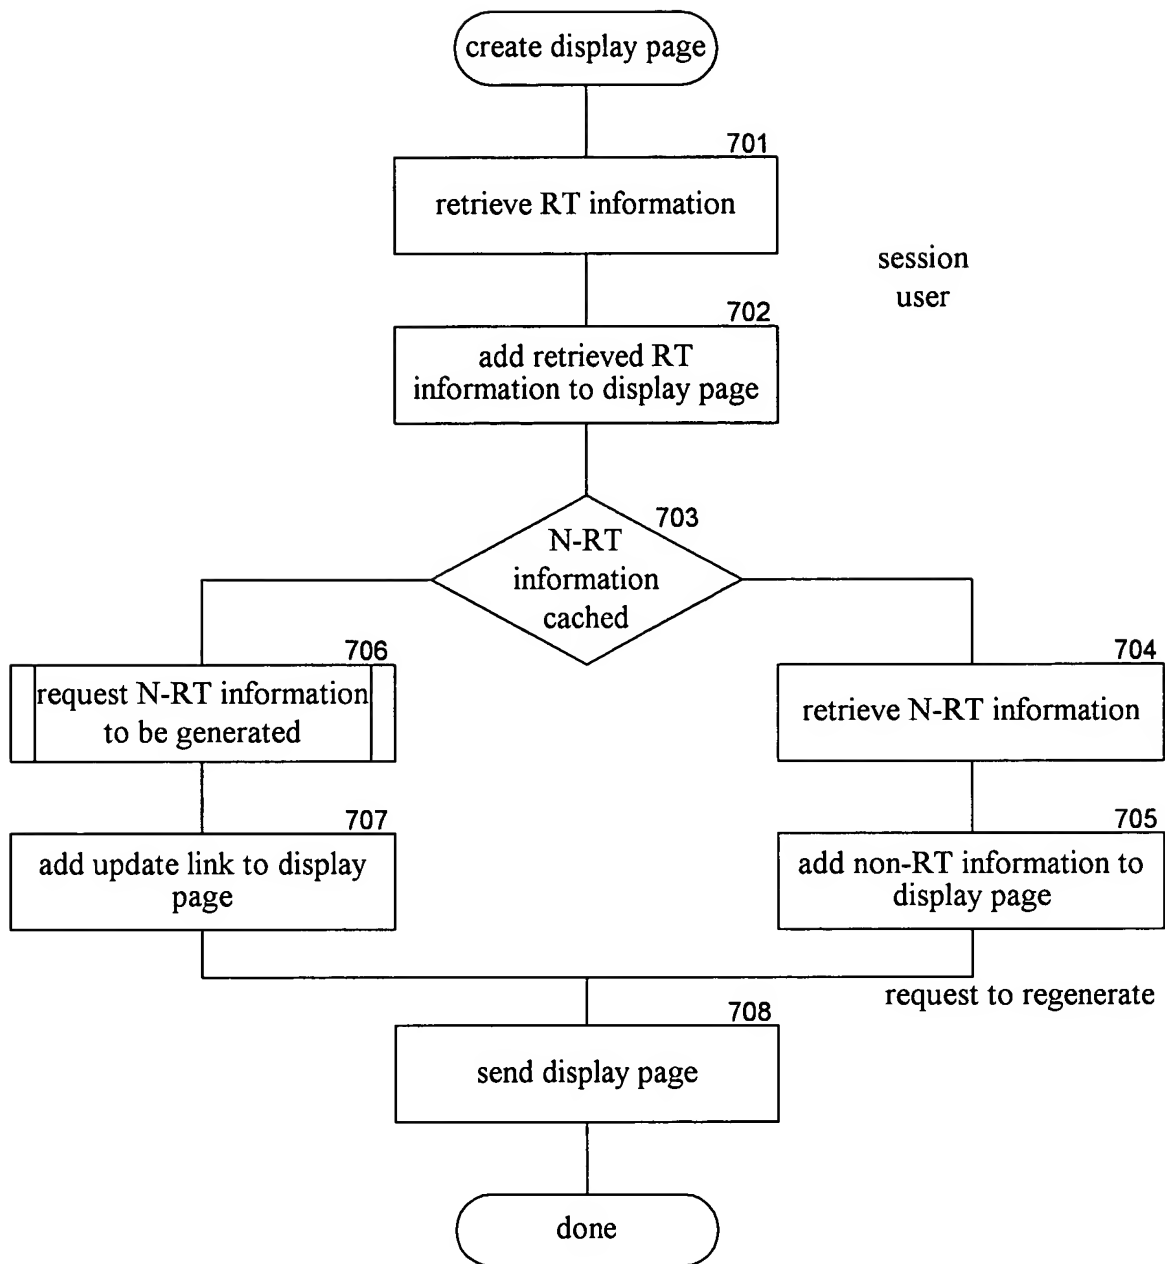 create display page
701
retrieve RT information
session
user
702
add retrieved RT
information to display page
703
N-RT
information
cached
706
request N-RT information
to be generated
704
retrieve N-RT information
707
add update link to display
page
705
add non-RT information to
display page
request to regenerate
708
send display page
done